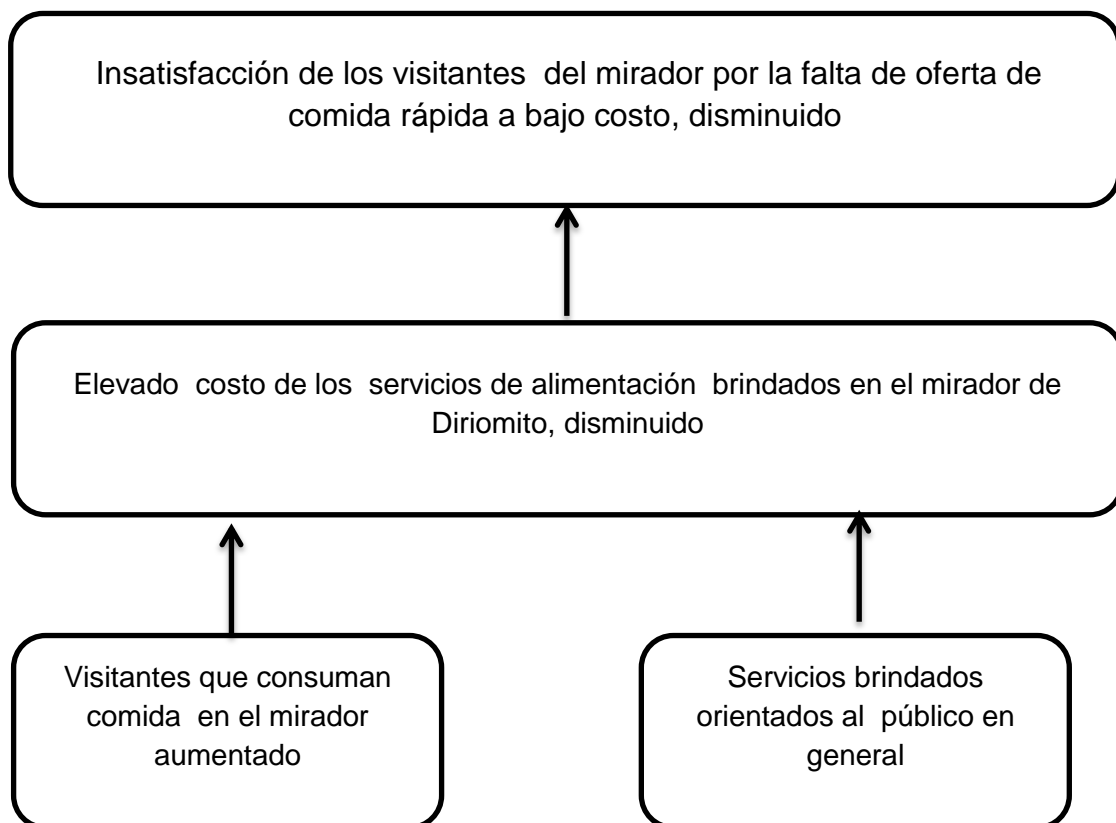 Insatisfacción de los visitantes del mirador por la falta de oferta de
comida rápida a bajo costo, disminuido
Elevado costo de los servicios de alimentación brindados en el mirador de
Diriomito, disminuido
Visitantes que consuman
comida en el mirador
aumentado
Servicios brindados
orientados al público en
general